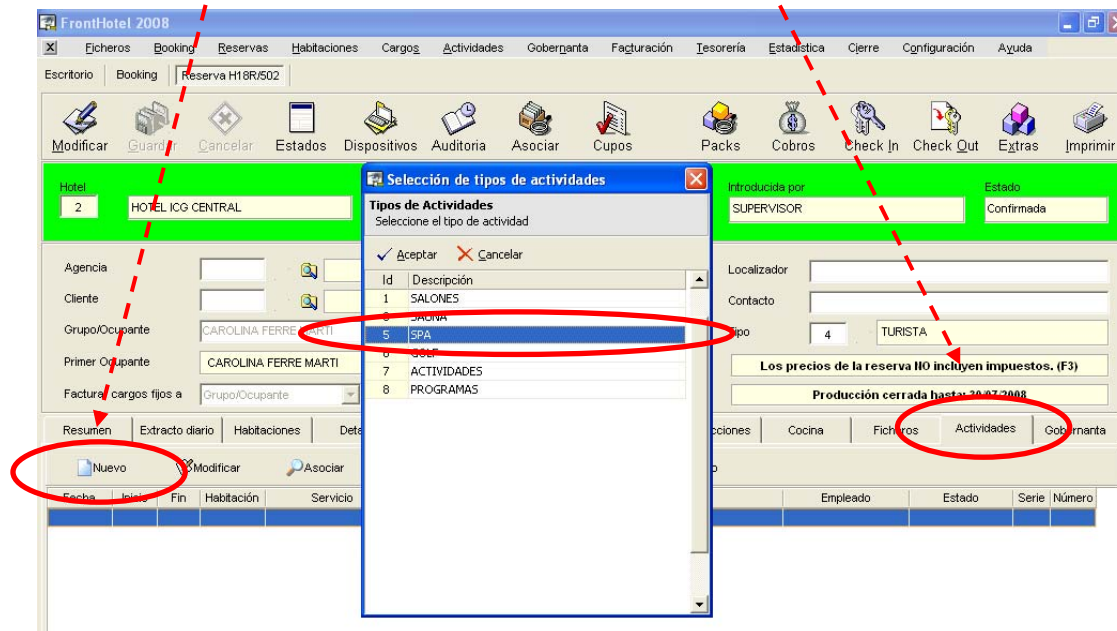 FrontHotel 2008
X Ficheros Booking Reservas Habitaciones Cargos Actividades Gobernanta Facturación Tesorería Estadística Cierre Configuración Ayuda
Escritorio Booking Reserva H18R/502
Modificar Guardar Cancelar Estados Dispositivos Auditoria Asociar Cupos Packs Cobros Check In Check Out Extras Imprimir
Selección de tipos de actividades
Hotel Introducida por Estado
2 HOTEL ICG CENTRAL SUPERVISOR Confirmada
Tipos de Actividades
Seleccione el tipo de actividad
Aceptar Cancelar
Id Descripción
1 SALONES
SAUNA
5 SPA
6 GOLF
7 ACTIVIDADES
8 PROGRAMAS
Agencia Localizador
Cliente Contacto
Grupo/Ocupante CAROLINA FERRE MARTI Tipo 4 TURISTA
Primer Ocupante CAROLINA FERRE MARTI Los precios de la reserva NO incluyen impuestos. (F3)
Facturar cargos fijos a Grupo/Ocupante Producción cerrada hasta: 30/07/2008
Resumen Extracto diario Habitaciones Cocina Ficheros Actividades Gobernanta
Nuevo Modificar Asociar
Fecha Inicio Fin Habitación Servicio Empleado Estado Serie Número